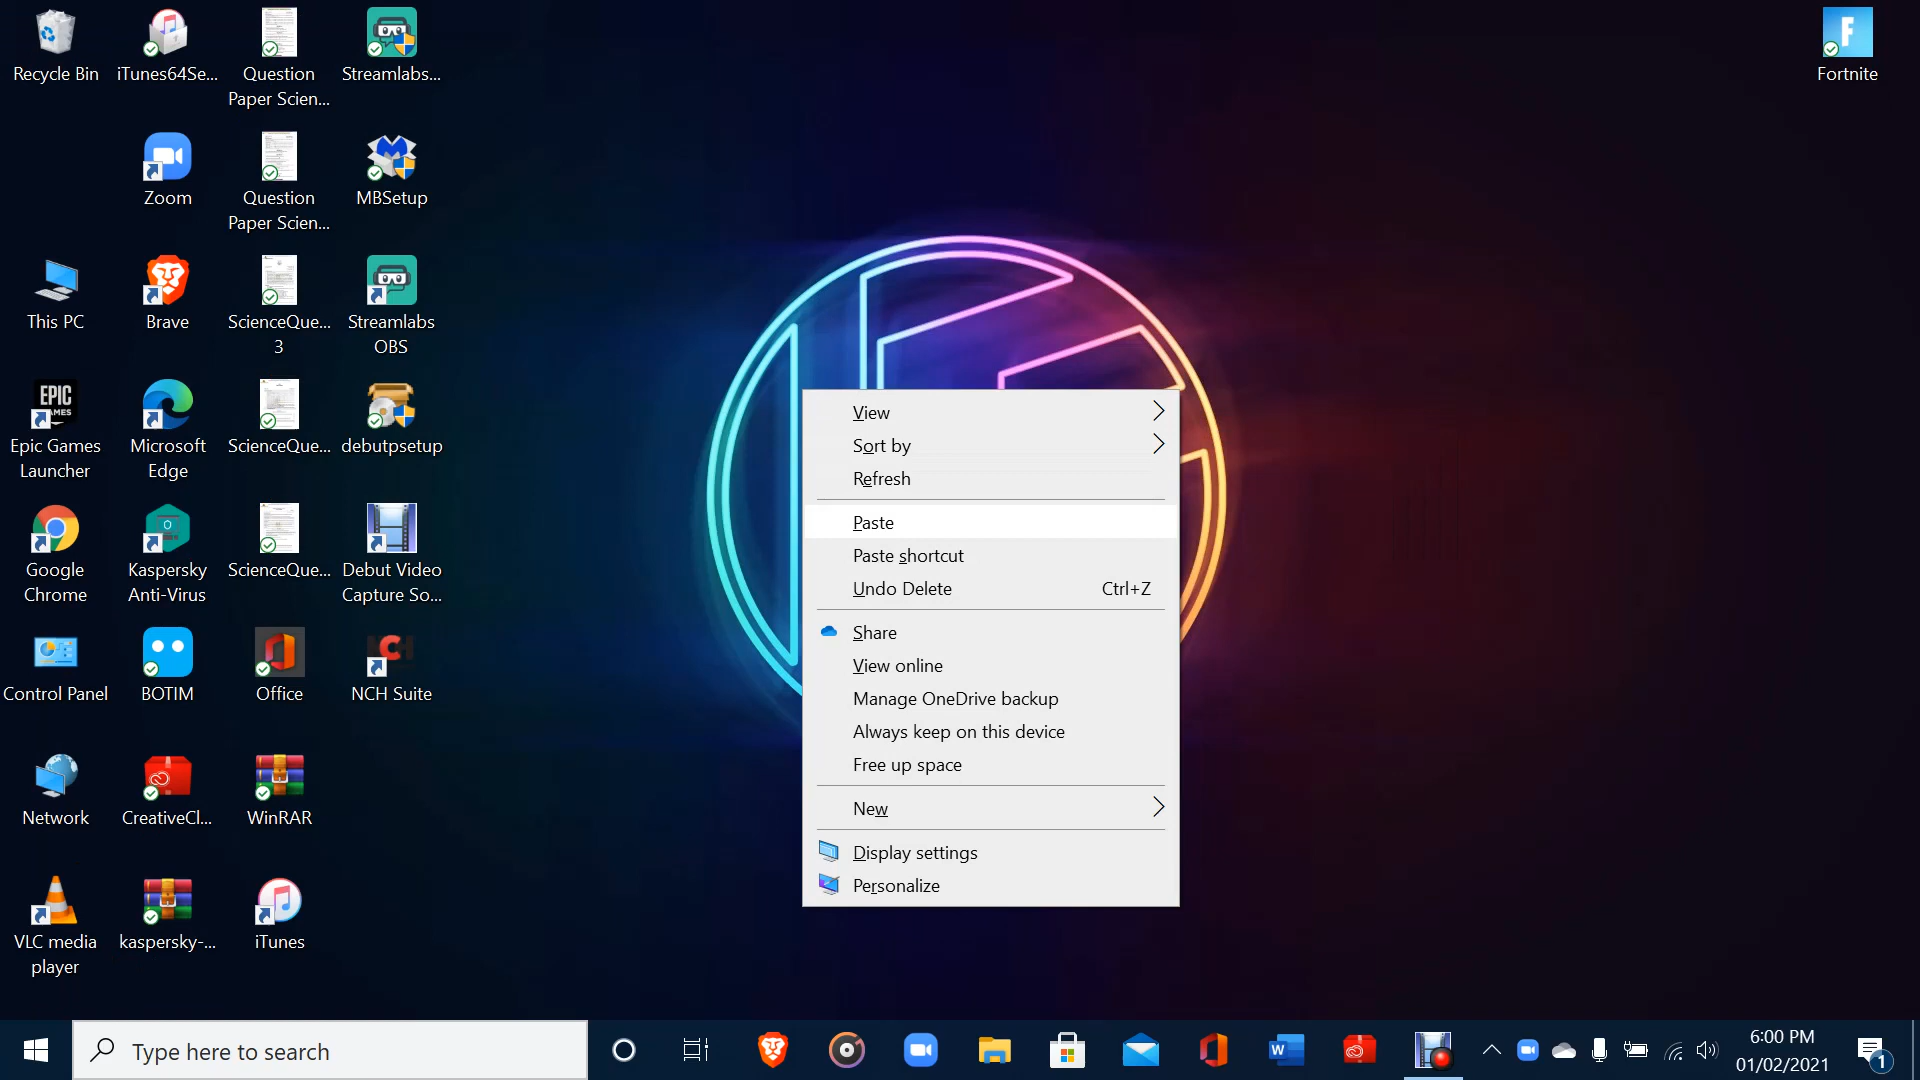 Recycle Bin
iTunes64Se...
Question
Paper Scien...
Streamlabs...
Fortnite
Zoom
Question
Paper Scien...
MBSetup
This PC
Brave
ScienceQue...
3
Streamlabs
OBS
Epic Games
Launcher
Microsoft
Edge
ScienceQue...
debutpsetup
Google
Chrome
Kaspersky
Anti-Virus
ScienceQue...
Debut Video
Capture So...
Control Panel
BOTIM
Office
NCH Suite
Network
CreativeCl...
WinRAR
VLC media
player
kaspersky-...
iTunes
View
Sort by
Refresh
Paste
Paste shortcut
Undo Delete Ctrl+Z
Share
View online
Manage OneDrive backup
Always keep on this device
Free up space
New
Display settings
Personalize
Type here to search
6:00 PM
01/02/2021
1